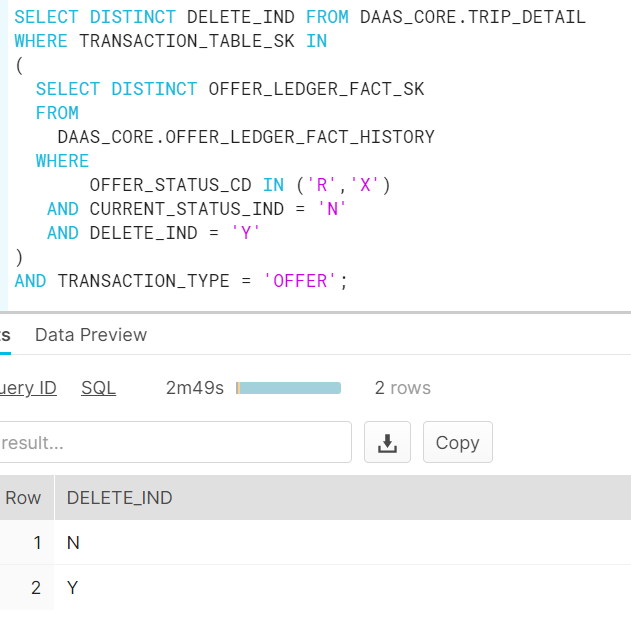 SELECT DISTINCT DELETE_IND FROM DAAS_CORE.TRIP_DETAIL
WHERE TRANSACTION_TABLE_SK IN
(
SELECT DISTINCT OFFER_LEDGER_FACT_SK
FROM
DAAS_CORE.OFFER_LEDGER_FACT_HISTORY
WHERE
OFFER_STATUS_CD IN ('R','X')
AND CURRENT_STATUS_IND = 'N'
AND DELETE_IND = 'Y'
)
AND TRANSACTION_TYPE = 'OFFER';
ts Data Preview
uery ID SQL 2m49s 2 rows
result... Copy
Row DELETE_IND
1 N
2 Y